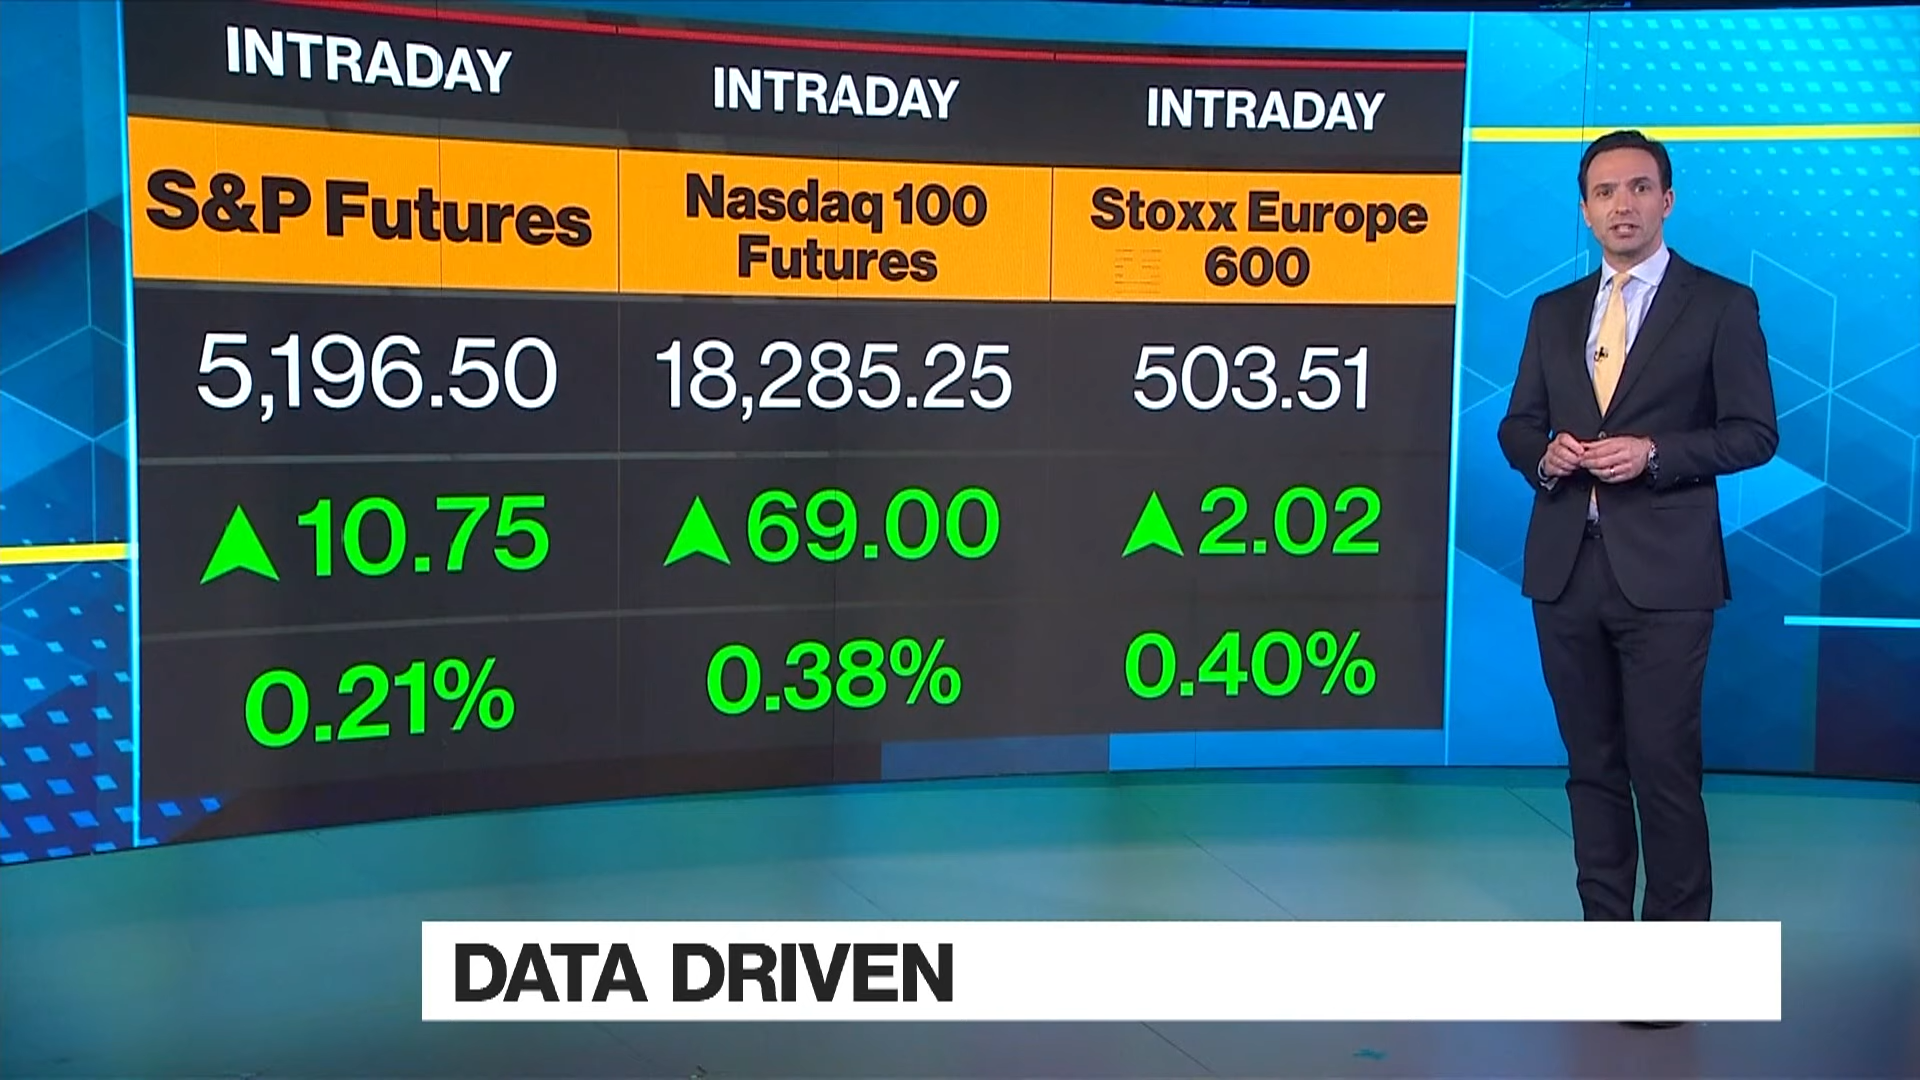 INTRADAY
INTRADAY
INTRADAY
S&P Futures
Nasdaq 100
Futures
Stoxx Europe
600
5,196.50
18,285.25
503.51
▲10.75
▲69.00
▲2.02
0.21%
0.38%
0.40%
DATA DRIVEN